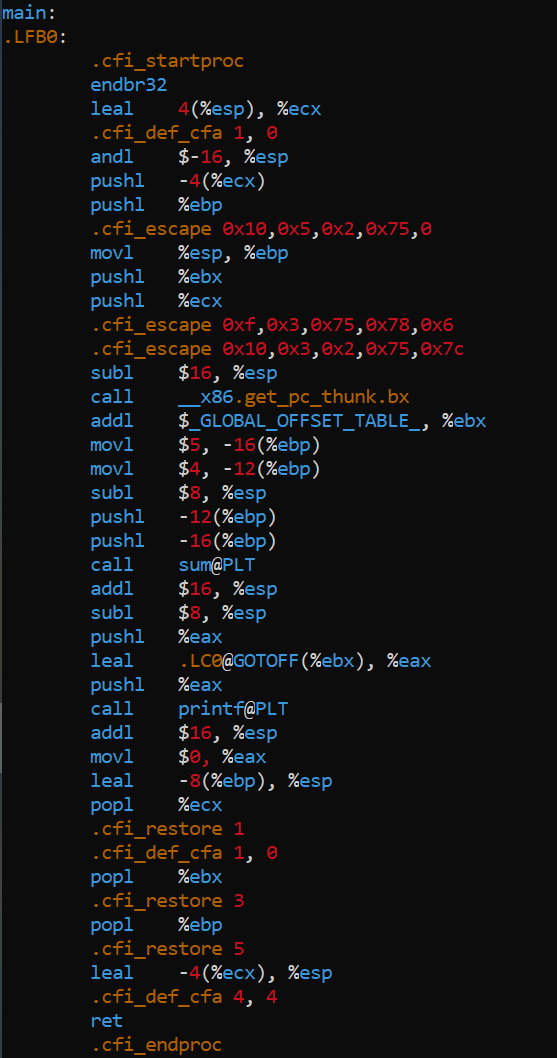 main:
.LFB0:
.cfi_startproc
endbr32
leal 4(%esp), %ecx
.cfi_def_cfa 1, 0
andl $-16, %esp
pushl -4(%ecx)
pushl %ebp
.cfi_escape 0x10,0x5,0x2,0x75,0
movl %esp, %ebp
pushl %ebx
pushl %ecx
.cfi_escape 0xf,0x3,0x75,0x78,0x6
.cfi_escape 0x10,0x3,0x2,0x75,0x7c
subl $16, %esp
call __x86.get_pc_thunk.bx
addl $_GLOBAL_OFFSET_TABLE_, %ebx
movl $5, -16(%ebp)
movl $4, -12(%ebp)
subl $8, %esp
pushl -12(%ebp)
pushl -16(%ebp)
call sum@PLT
addl $16, %esp
subl $8, %esp
pushl %eax
leal .LC0@GOTOFF(%ebx), %eax
pushl %eax
call printf@PLT
addl $16, %esp
movl $0, %eax
leal -8(%ebp), %esp
popl %ecx
.cfi_restore 1
.cfi_def_cfa 1, 0
popl %ebx
.cfi_restore 3
popl %ebp
.cfi_restore 5
leal -4(%ecx), %esp
.cfi_def_cfa 4, 4
ret
.cfi_endproc